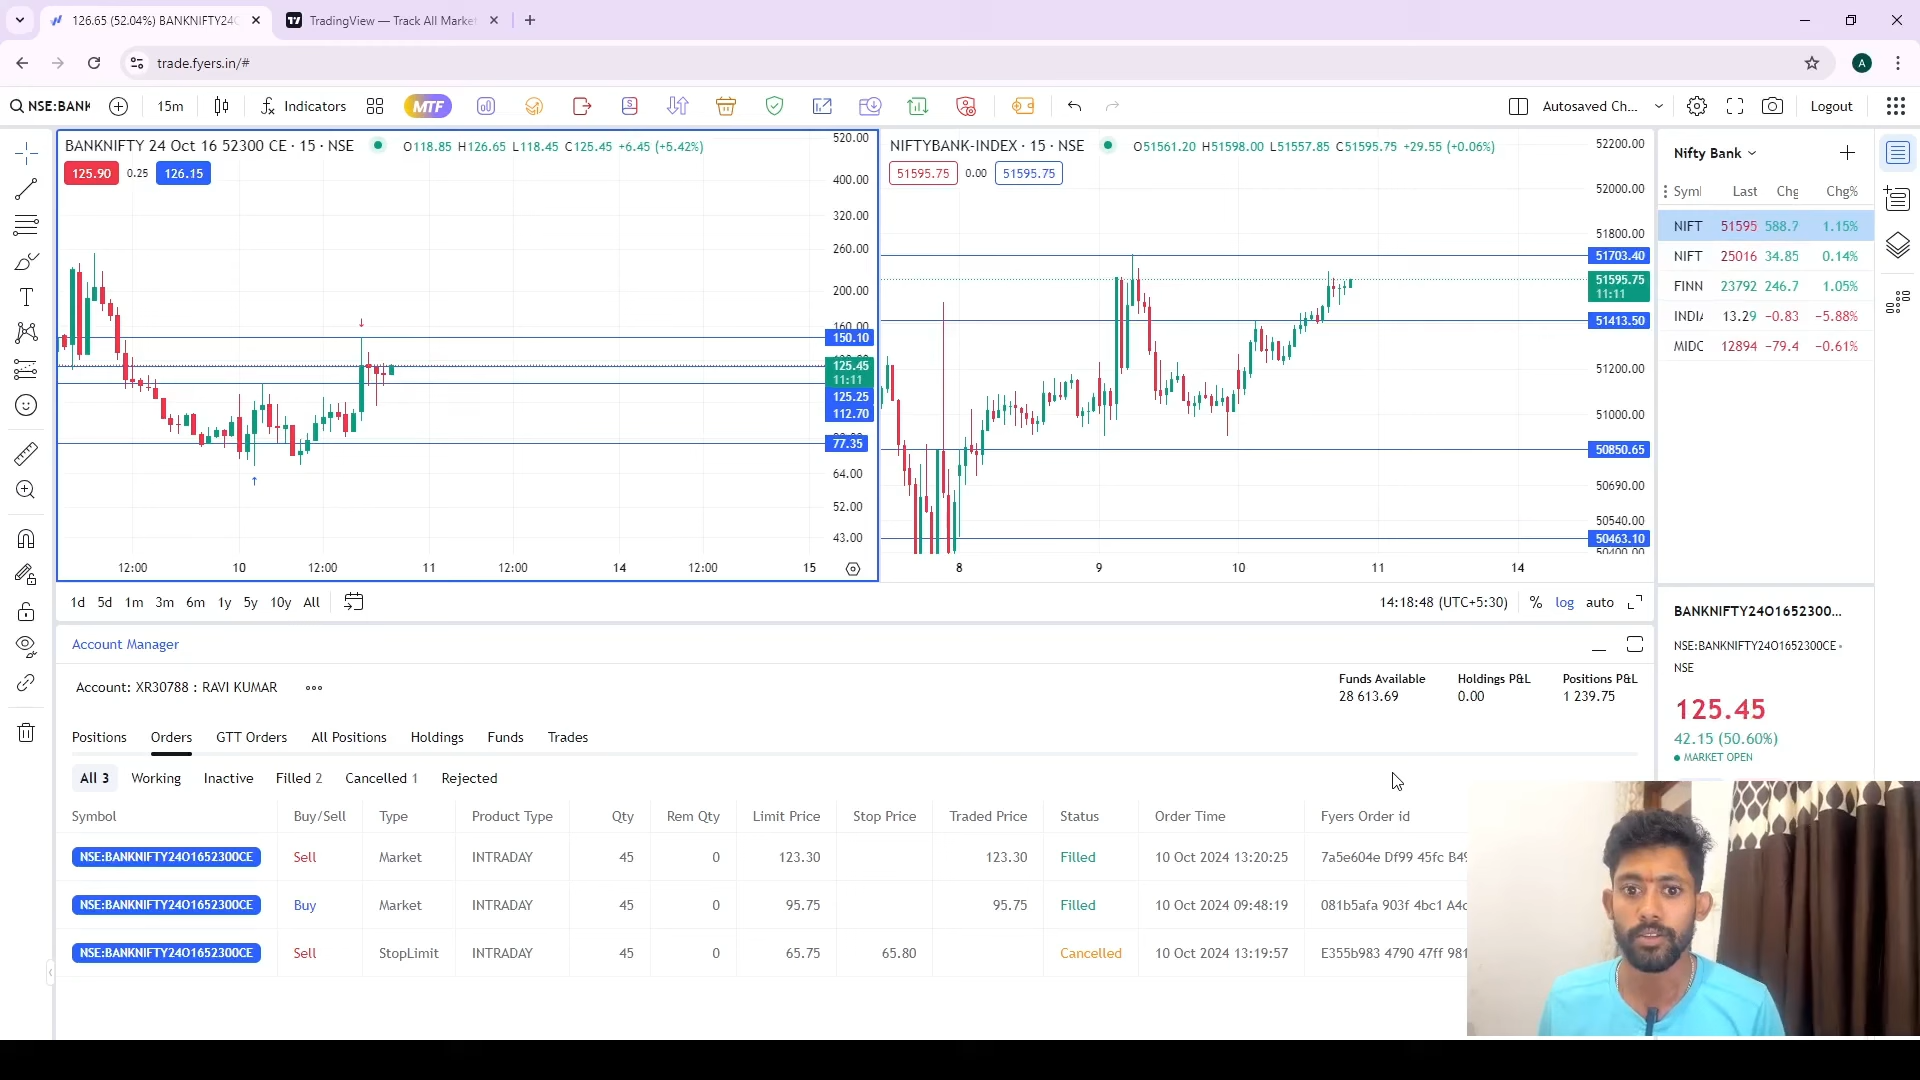 126.65 (52.04%) BANKNIFTY24O
TradingView — Track All Marke
trade.fyers.in/#
A
NSE:BANK
15m
Indicators
MTF
Autosaved Ch...
Logout
BANKNIFTY 24 Oct 16 52300 CE · 15 · NSE
O118.85 H126.65 L118.45 C125.45 +6.45 (+5.42%)
125.90
0.25
126.15
520.00
400.00
320.00
260.00
200.00
160.00
150.10
125.45
11:11
125.25
112.70
77.35
64.00
52.00
43.00
12:00
10
12:00
11
12:00
14
12:00
15
NIFTYBANK-INDEX · 15 · NSE
O51561.20 H51598.00 L51557.85 C51595.75 +29.55 (+0.06%)
51595.75
0.00
51595.75
52200.00
52000.00
51800.00
51703.40
51595.75
11:11
51413.50
51200.00
51000.00
50850.65
50690.00
50540.00
50463.10
50400.00
8
9
10
11
14
Nifty Bank
Syml
Last
Chg
Chg%
NIFT 51595 588.7 1.15%
NIFT 25016 34.85 0.14%
FINN 23792 246.7 1.05%
INDIA 13.29 −0.83 −5.88%
MIDC 12894 −79.4 −0.61%
1d 5d 1m 3m 6m 1y 5y 10y All
14:18:48 (UTC+5:30)
% log auto
BANKNIFTY24O1652300...
NSE:BANKNIFTY24O1652300CE •
NSE
125.45
42.15 (50.60%)
MARKET OPEN
Account Manager
Account: XR30788 : RAVI KUMAR
Funds Available
28 613.69
Holdings P&L
0.00
Positions P&L
1 239.75
Positions Orders GTT Orders All Positions Holdings Funds Trades
All 3 Working Inactive Filled 2 Cancelled 1 Rejected
Symbol Buy/Sell Type Product Type Qty Rem Qty Limit Price Stop Price Traded Price Status Order Time Fyers Order id
NSE:BANKNIFTY24O1652300CE Sell Market INTRADAY 45 0 123.30 123.30 Filled 10 Oct 2024 13:20:25 7a5e604e Df99 45fc B49
NSE:BANKNIFTY24O1652300CE Buy Market INTRADAY 45 0 95.75 95.75 Filled 10 Oct 2024 09:48:19 081b5afa 903f 4bc1 A4c
NSE:BANKNIFTY24O1652300CE Sell StopLimit INTRADAY 45 0 65.75 65.80 Cancelled 10 Oct 2024 13:19:57 E355b983 4790 47ff 981